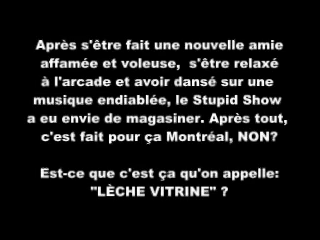 Après s'être fait une nouvelle amie
affamée et voleuse, s'être relaxé
à l'arcade et avoir dansé sur une
musique endiablée, le Stupid Show
a eu envie de magasiner. Après tout,
c'est fait pour ça Montréal, NON?
Est-ce que c'est ça qu'on appelle:
"LÈCHE VITRINE" ?